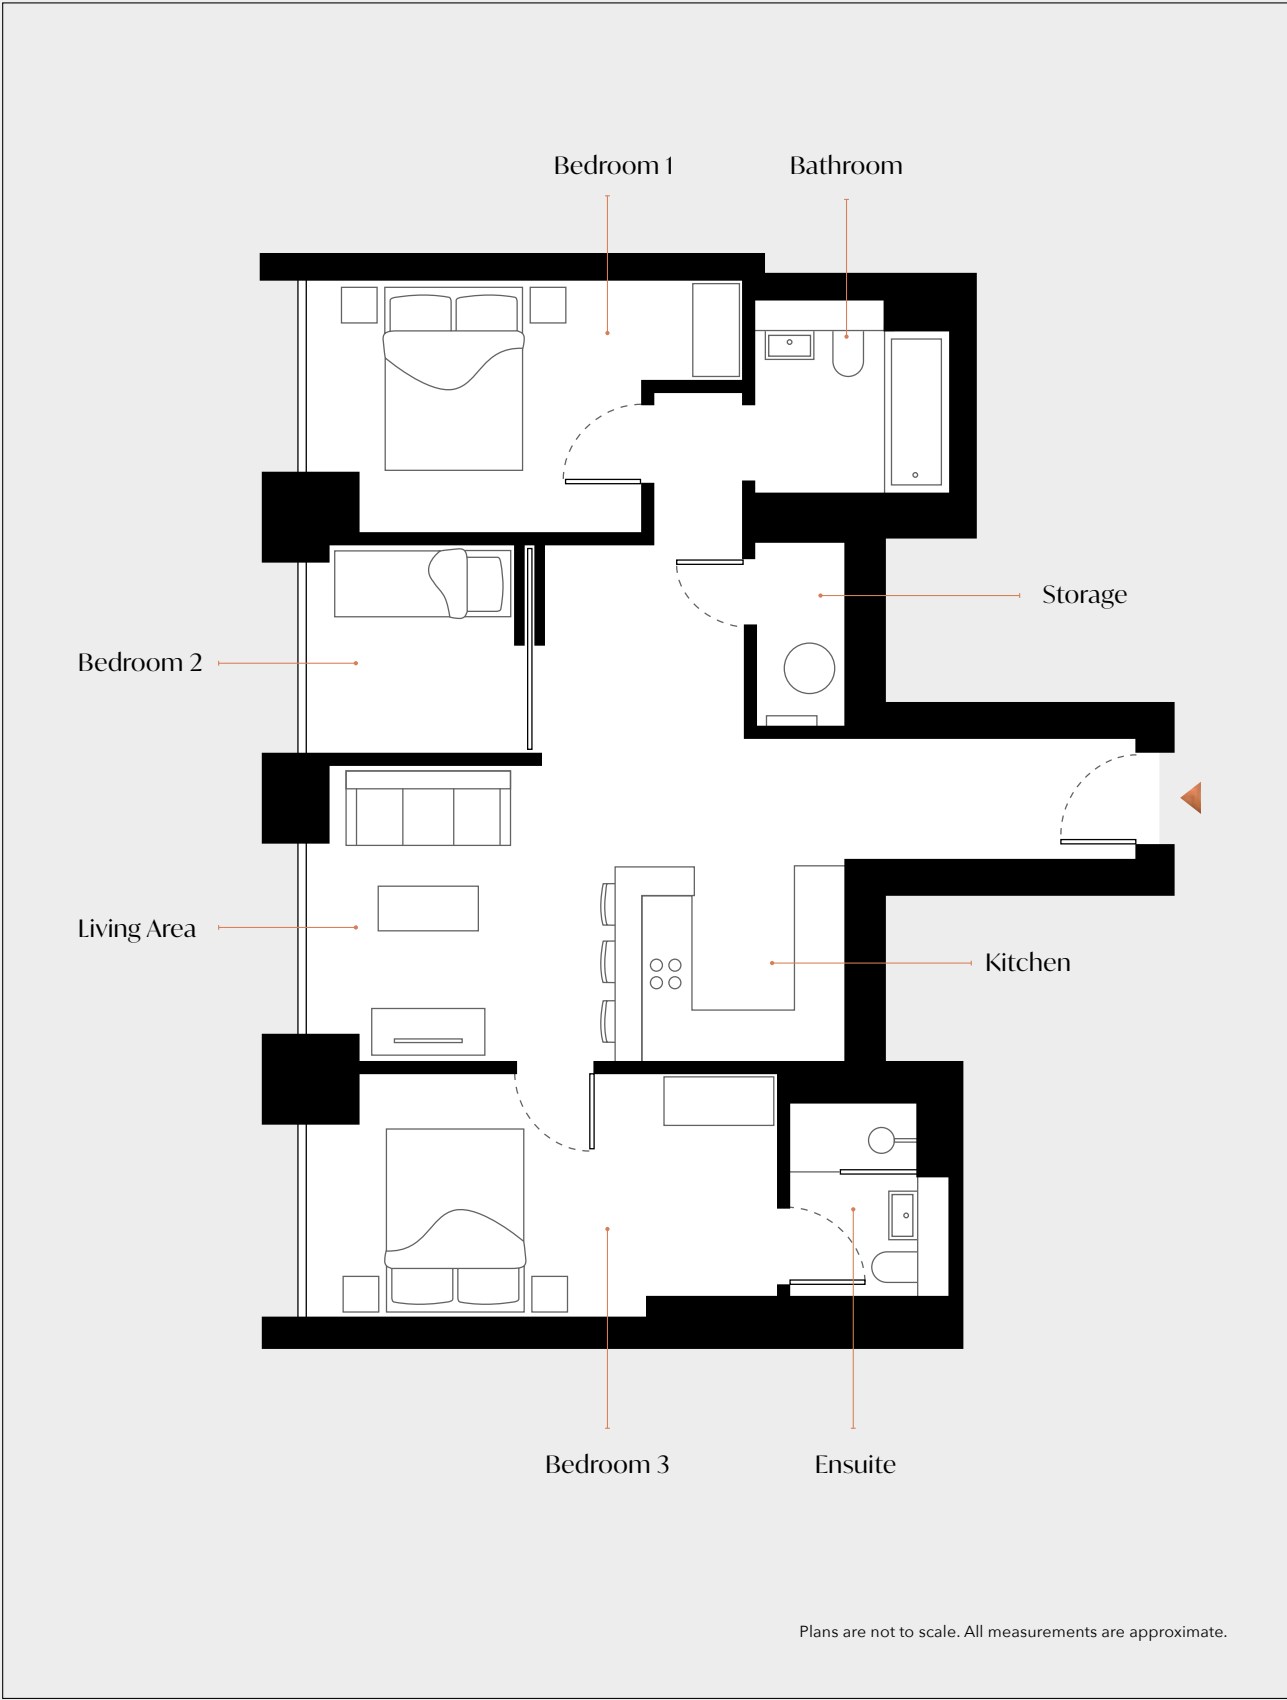 Bedroom 1
Bathroom
Storage
Bedroom 2
Living Area
Kitchen
Bedroom 3
Ensuite
Plans are not to scale. All measurements are approximate.